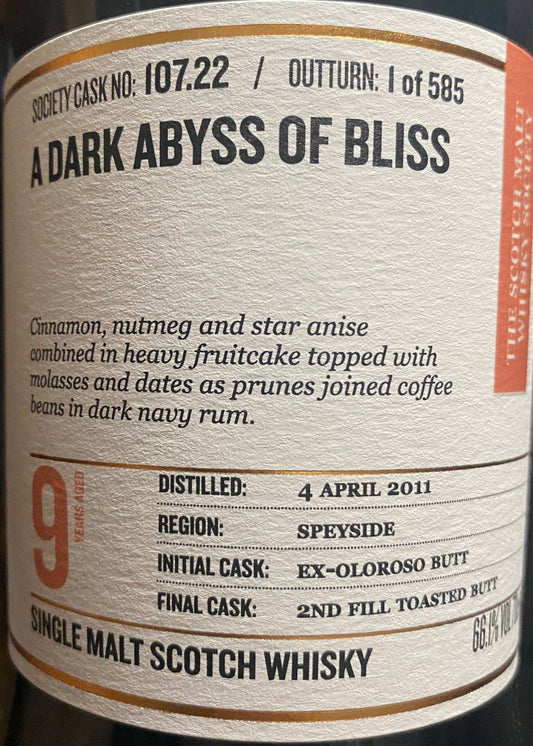 SOCIETY CASK NO: 107.22 / OUTTURN: 1 of 585
A DARK ABYSS OF BLISS
THE SCOTCH MALT
WHISKY SOCIETY
Cinnamon, nutmeg and star anise
combined in heavy fruitcake topped with
molasses and dates as prunes joined coffee
beans in dark navy rum.
9
YEARS AGED
DISTILLED: 4 APRIL 2011
REGION: SPEYSIDE
INITIAL CASK: EX-OLOROSO BUTT
FINAL CASK: 2ND FILL TOASTED BUTT
SINGLE MALT SCOTCH WHISKY
66.1% VOL